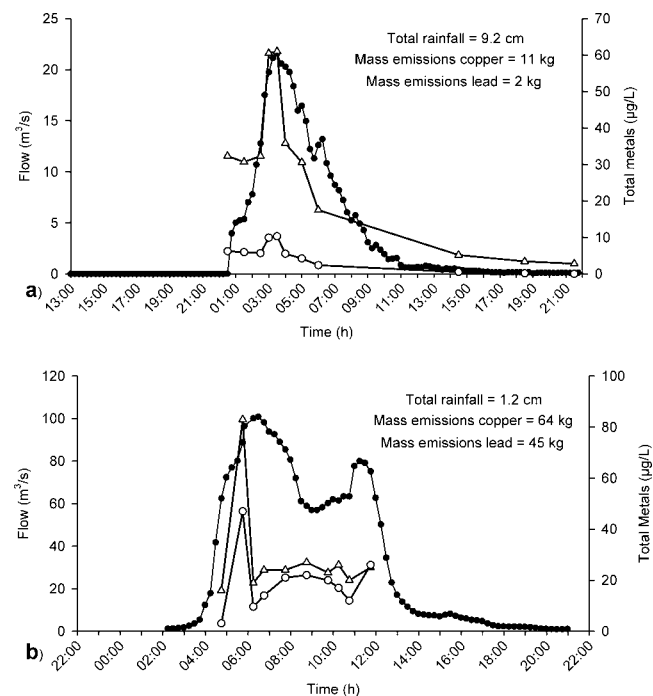 25
20
15
10
5
0
Flow (m³/s)
70
60
50
40
30
20
10
0
Total metals (µg/L)
Total rainfall = 9.2 cm
Mass emissions copper = 11 kg
Mass emissions lead = 2 kg
13:00 15:00 17:00 19:00 21:00 01:00 03:00 05:00 07:00 09:00 11:00 13:00 15:00 17:00 19:00 21:00
a)
Time (h)
120
100
80
60
40
20
0
Flow (m³/s)
100
80
60
40
20
0
Total Metals (µg/L)
Total rainfall = 1.2 cm
Mass emissions copper = 64 kg
Mass emissions lead = 45 kg
22:00 00:00 02:00 04:00 06:00 08:00 10:00 12:00 14:00 16:00 18:00 20:00 22:00
b)
Time (h)